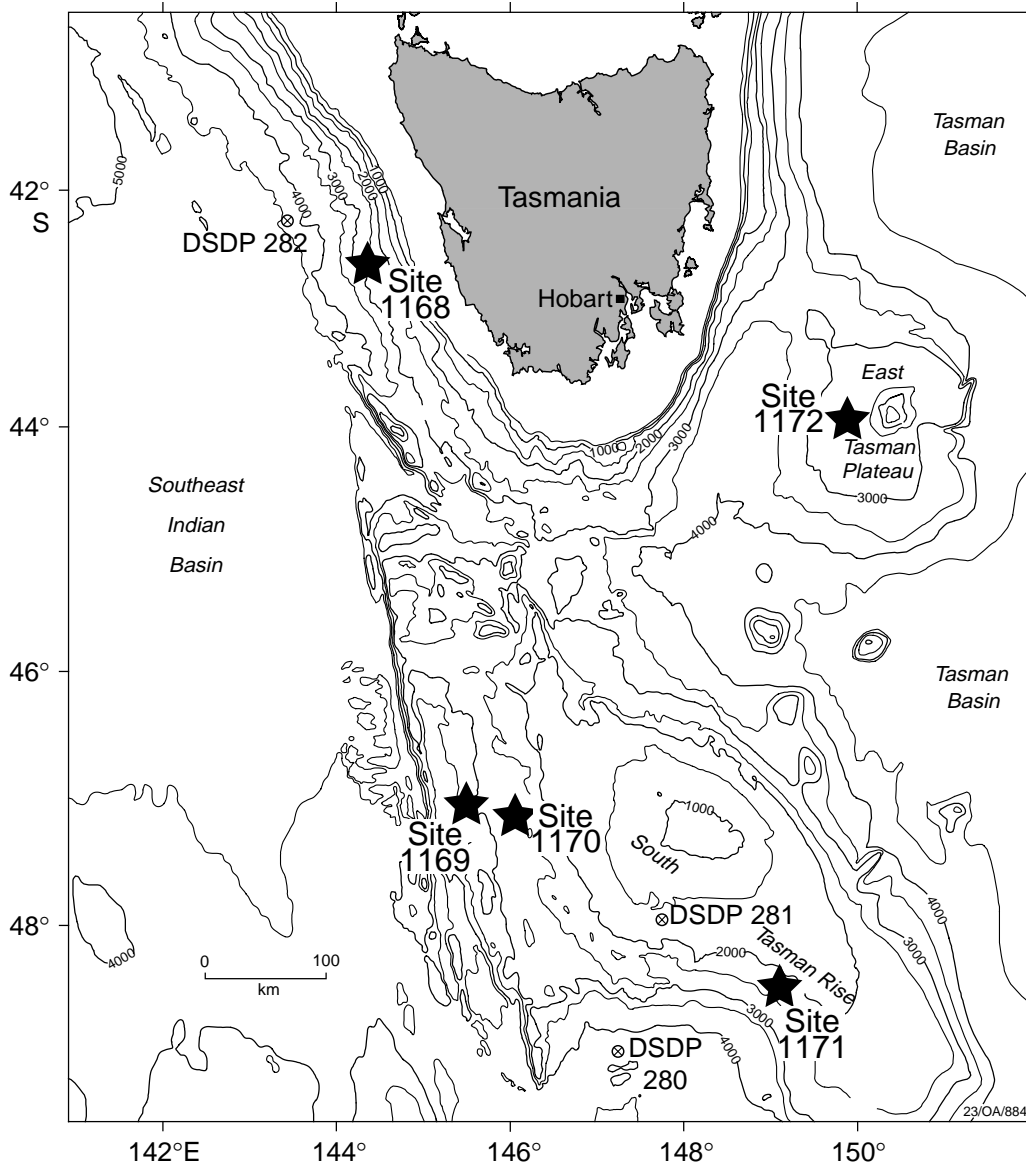 Tasman
Basin
5000
1000
2000
3000
4000
42°
S
Tasmania
DSDP 282
Site
1168
Hobart
East
Site
1172
44°
Tasman
Plateau
1000
2000
3000
3000
Southeast
Indian
Basin
4000
46°
Tasman
Basin
1000
Site
1170
Site
1169
South
DSDP 281
48°
4000
4000
3000
2000
Tasman Rise
0
100
km
3000
Site
1171
4000
DSDP
280
23/OA/884
142°E
144°
146°
148°
150°